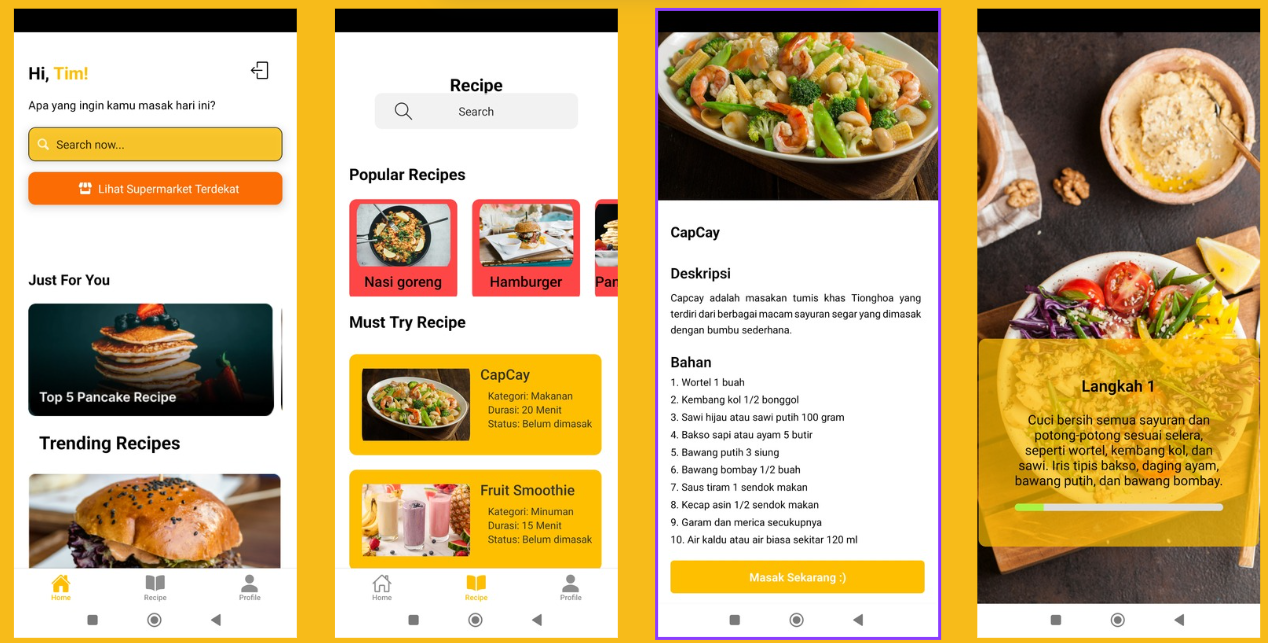 Hi, Tim!
Apa yang ingin kamu masak hari ini?
Search now...
Lihat Supermarket Terdekat
Just For You
Top 5 Pancake Recipe
Trending Recipes
Home
Recipe
Profile
Recipe
Search
Popular Recipes
Nasi goreng
Hamburger
Pan
Must Try Recipe
CapCay
Kategori: Makanan
Durasi: 20 Menit
Status: Belum dimasak
Fruit Smoothie
Kategori: Minuman
Durasi: 15 Menit
Status: Belum dimasak
Home
Recipe
Profile
CapCay
Deskripsi
Capcay adalah masakan tumis khas Tionghoa yang
terdiri dari berbagai macam sayuran segar yang dimasak
dengan bumbu sederhana.
Bahan
1. Wortel 1 buah
2. Kembang kol 1/2 bonggol
3. Sawi hijau atau sawi putih 100 gram
4. Bakso sapi atau ayam 5 butir
5. Bawang putih 3 siung
6. Bawang bombay 1/2 buah
7. Saus tiram 1 sendok makan
8. Kecap asin 1/2 sendok makan
9. Garam dan merica secukupnya
10. Air kaldu atau air biasa sekitar 120 ml
Masak Sekarang :)
Langkah 1
Cuci bersih semua sayuran dan
potong-potong sesuai selera,
seperti wortel, kembang kol, dan
sawi. Iris tipis bakso, daging ayam,
bawang putih, dan bawang bombay.